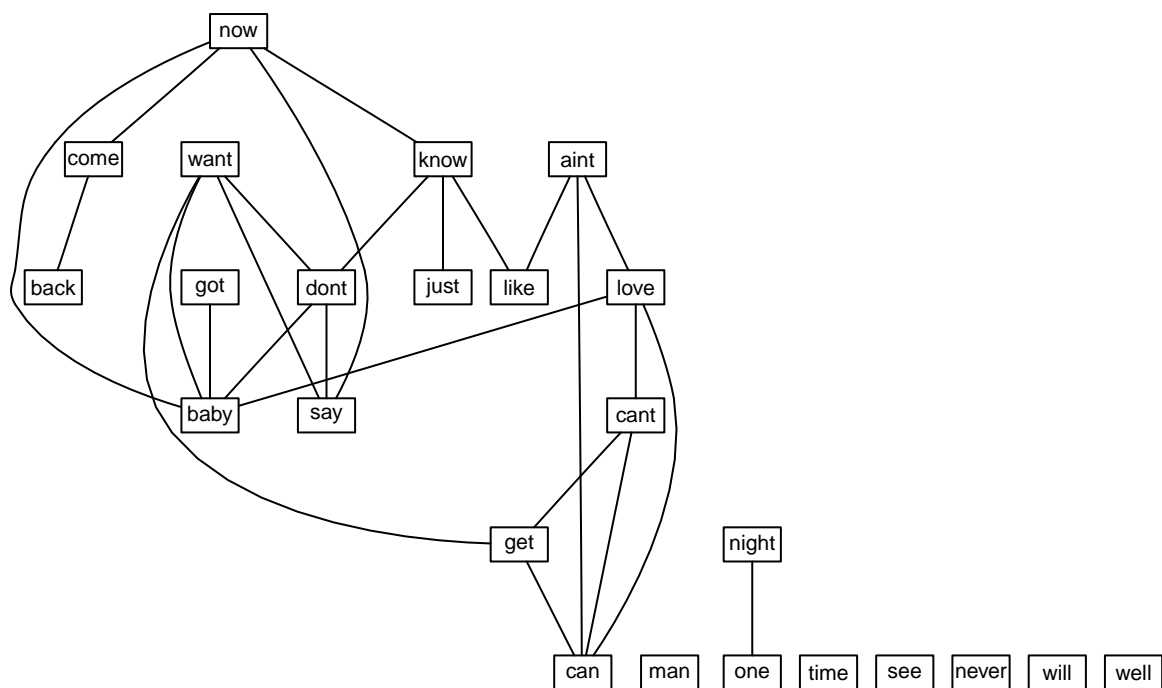 now
come
want
know
aint
back
got
dont
just
like
love
baby
say
cant
get
night
can
man
one
time
see
never
will
well